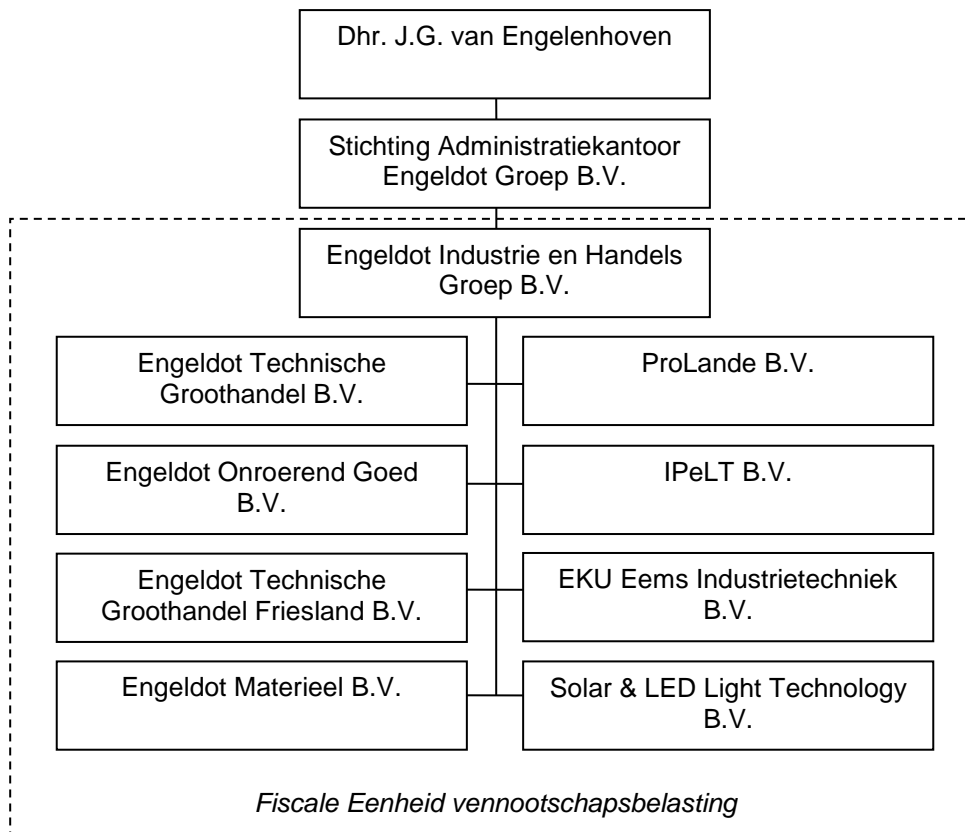 Dhr. J.G. van Engelenhoven
Stichting Administratiekantoor
Engeldot Groep B.V.
Engeldot Industrie en Handels
Groep B.V.
Engeldot Technische
Groothandel B.V.
ProLande B.V.
Engeldot Onroerend Goed
B.V.
IPeLT B.V.
Engeldot Technische
Groothandel Friesland B.V.
EKU Eems Industrietechniek
B.V.
Engeldot Materieel B.V.
Solar & LED Light Technology
B.V.
Fiscale Eenheid vennootschapsbelasting